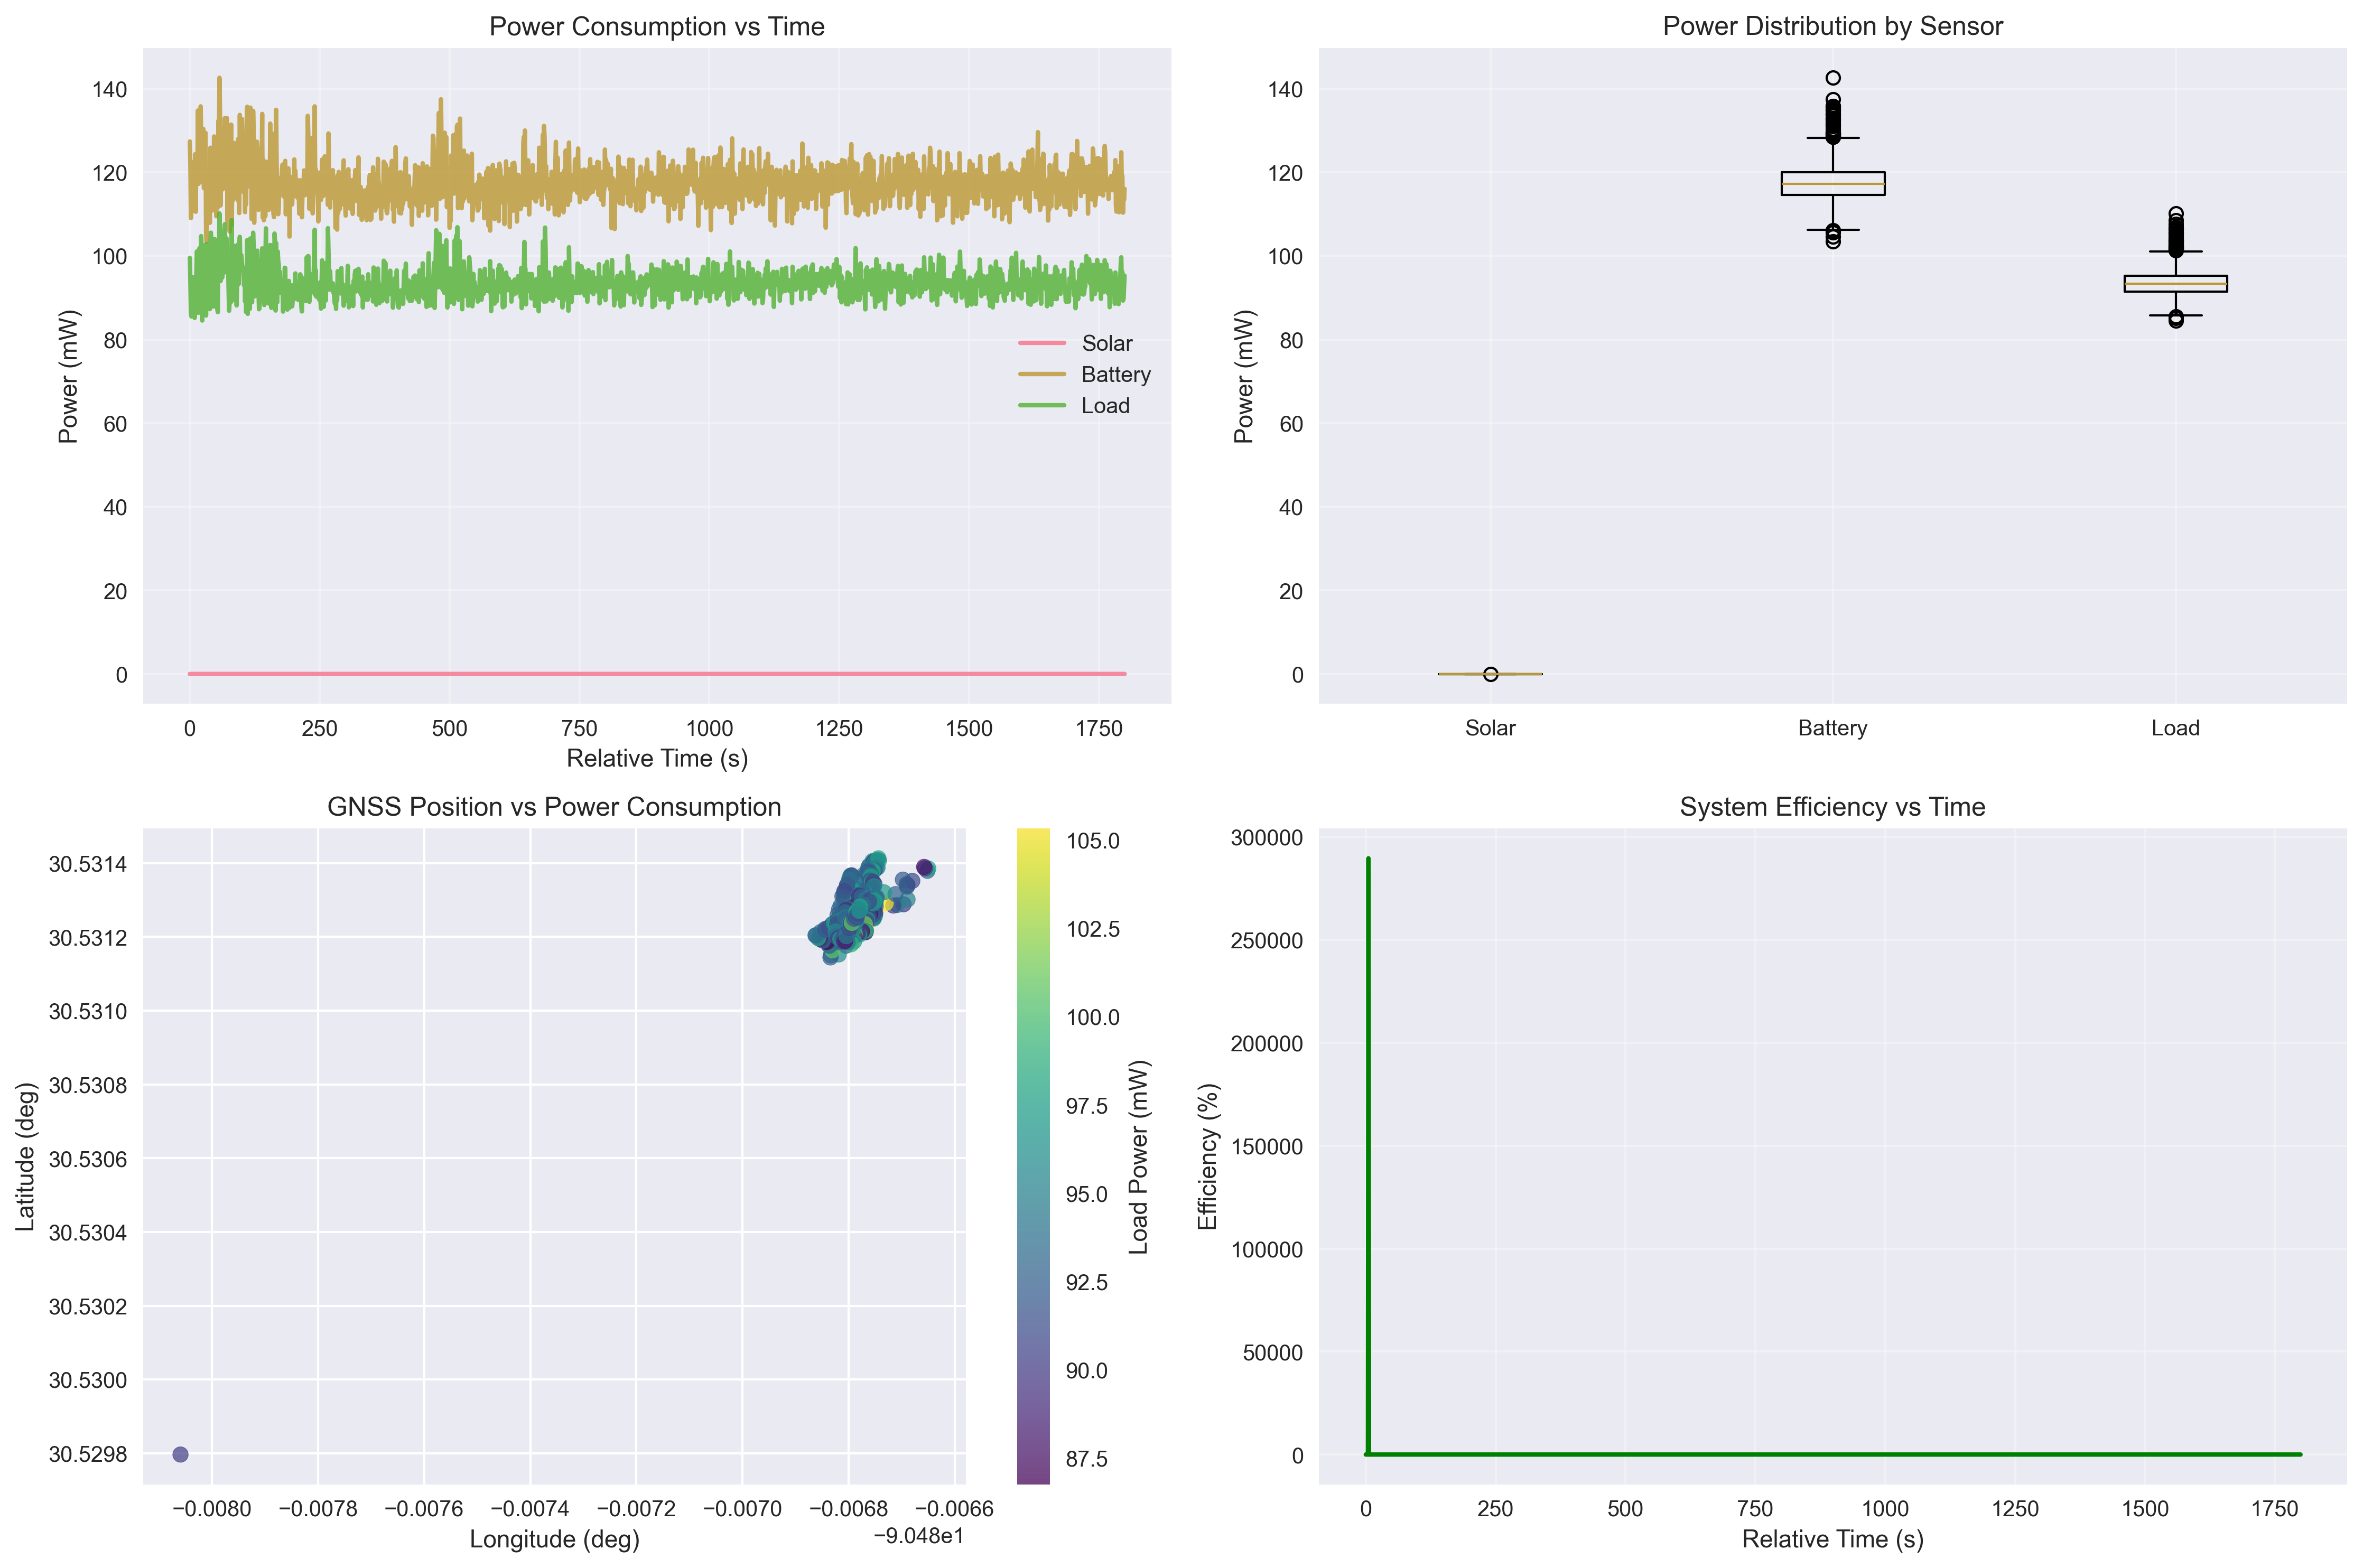 Power Consumption vs Time
140
120
100
80
60
40
20
0
Power (mW)
Solar
Battery
Load
0 250 500 750 1000 1250 1500 1750
Relative Time (s)
Power Distribution by Sensor
140
120
100
80
60
40
20
0
Power (mW)
Solar Battery Load
GNSS Position vs Power Consumption
30.5314
30.5312
30.5310
30.5308
30.5306
30.5304
30.5302
30.5300
30.5298
Latitude (deg)
−0.0080 −0.0078 −0.0076 −0.0074 −0.0072 −0.0070 −0.0068 −0.0066
Longitude (deg)
−9.048e1
105.0
102.5
100.0
97.5
95.0
92.5
90.0
87.5
Load Power (mW)
System Efficiency vs Time
300000
250000
200000
150000
100000
50000
0
Efficiency (%)
0 250 500 750 1000 1250 1500 1750
Relative Time (s)